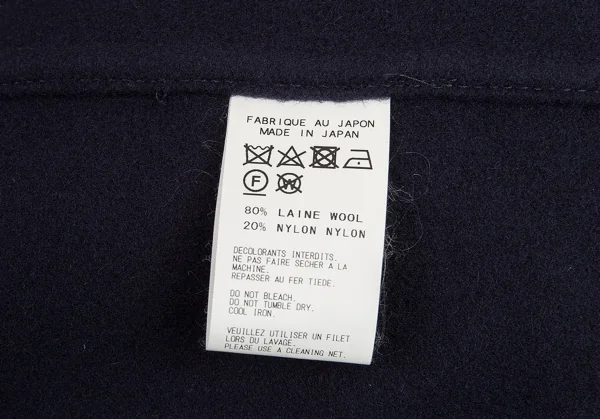 FABRIQUE AU JAPON
MADE IN JAPAN
F W
80% LAINE WOOL
20% NYLON NYLON
DECOLORANTS INTERDITS.
NE PAS FAIRE SECHER A LA
MACHINE.
REPASSER AU FER TIEDE.
DO NOT BLEACH.
DO NOT TUMBLE DRY.
COOL IRON.
VEUILLEZ UTILISER UN FILET
LORS DU LAVAGE.
PLEASE USE A CLEANING NET.